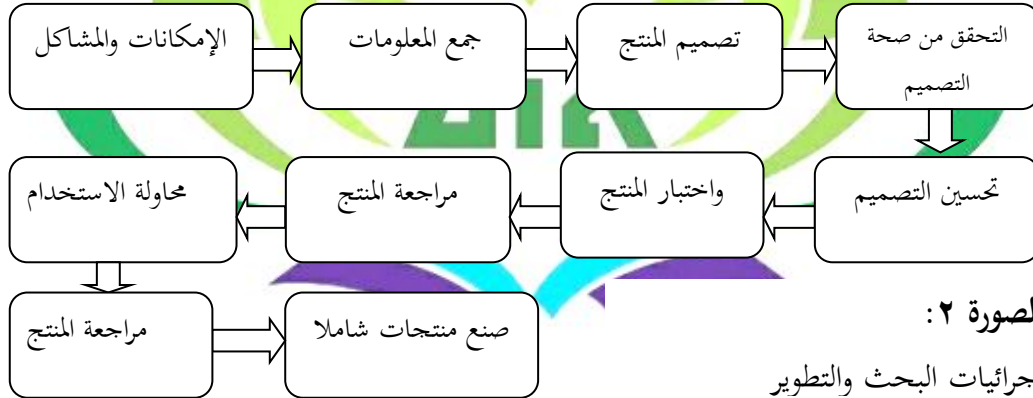 الإمكانات والمشاكل
جمع المعلومات
تصميم المنتج
التحقق من صحة
التصميم
تحسين التصميم
واختبار المنتج
مراجعة المنتج
محاولة الاستخدام
مراجعة المنتج
صنع منتجات شاملا
لصورة ٢:
جرائيات البحث والتطوير